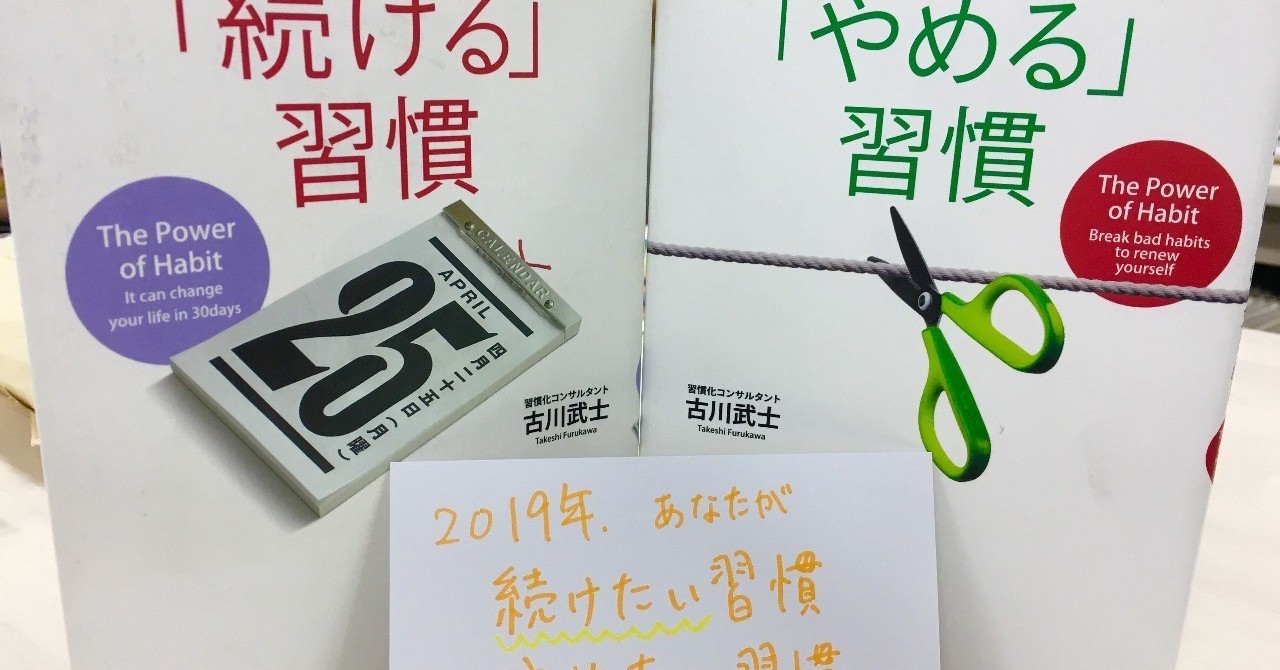 「続ける」
習慣
The Power
of Habit
It can change
your life in 30days
CALENDAR
APRIL
25
四月二十五日(月曜)
習慣化コンサルタント
古川武士
Takeshi Furukawa
「やめる」
習慣
The Power
of Habit
Break bad habits
to renew
yourself
習慣化コンサルタント
古川武士
Takeshi Furukawa
2019年.あなたが
続けたい習慣
習慣